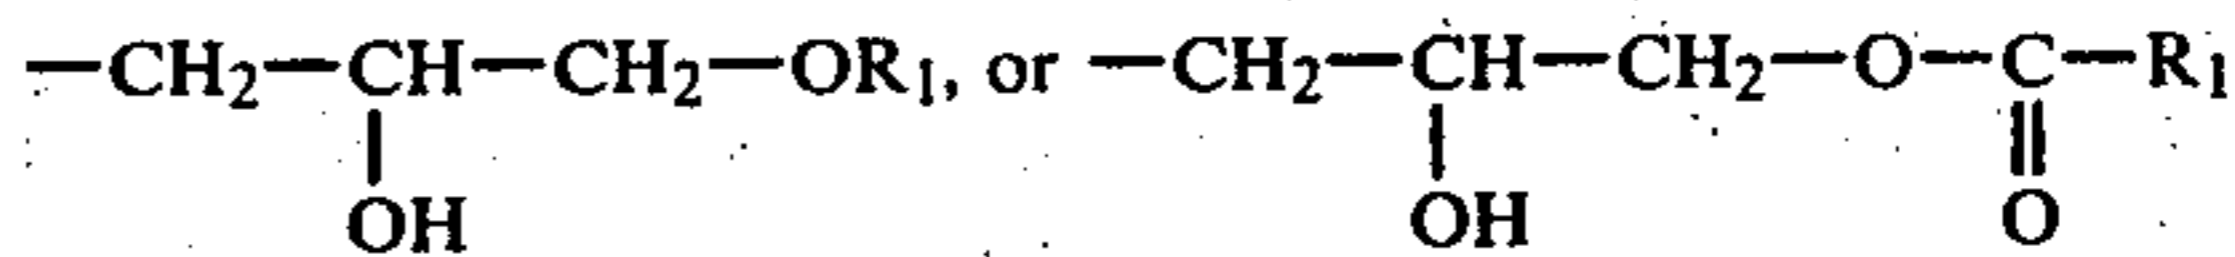 —CH₂—CH—CH₂—OR₁, or —CH₂—CH—CH₂—O—C—R₁
OH OH O